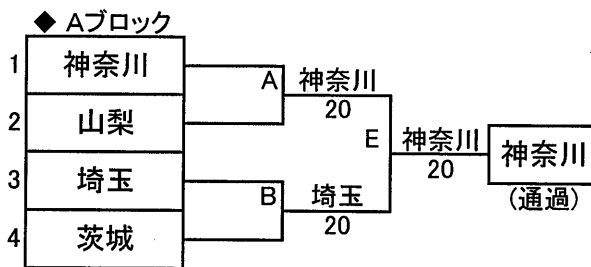 ◆ Aブロック
1 神奈川
2 山梨
3 埼玉
4 茨城
A 神奈川
20
B 埼玉
20
E 神奈川
20
神奈川
(通過)